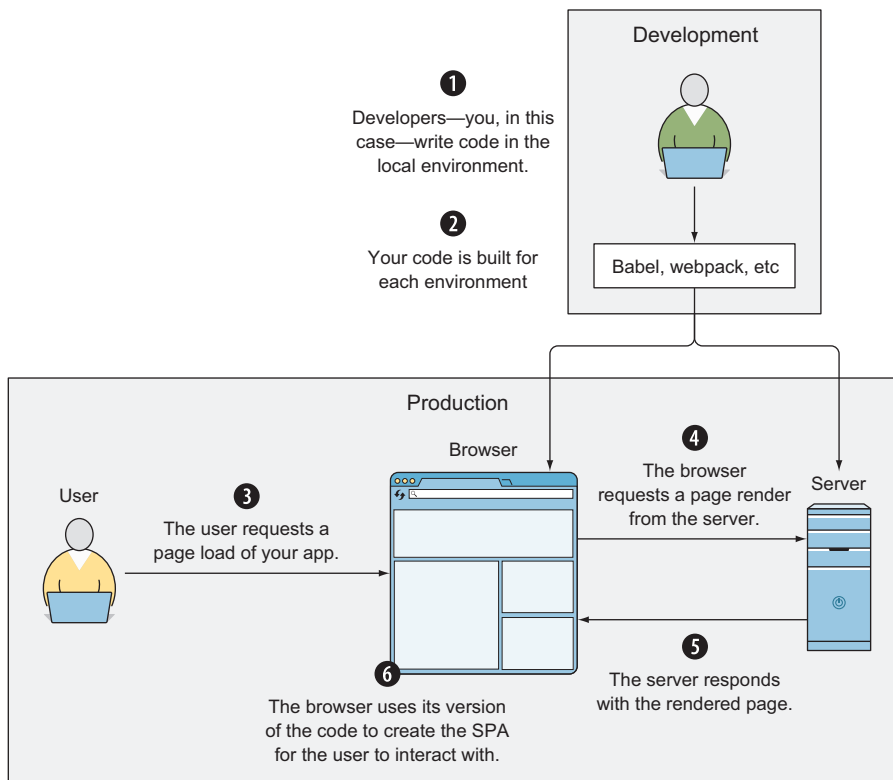 Development
1
Developers—you, in this
case—write code in the
local environment.
2
Your code is built for
each environment
Babel, webpack, etc
Production
Browser
User
3
The user requests a
page load of your app.
4
The browser
requests a page render
from the server.
Server
5
The server responds
with the rendered page.
6
The browser uses its version
of the code to create the SPA
for the user to interact with.